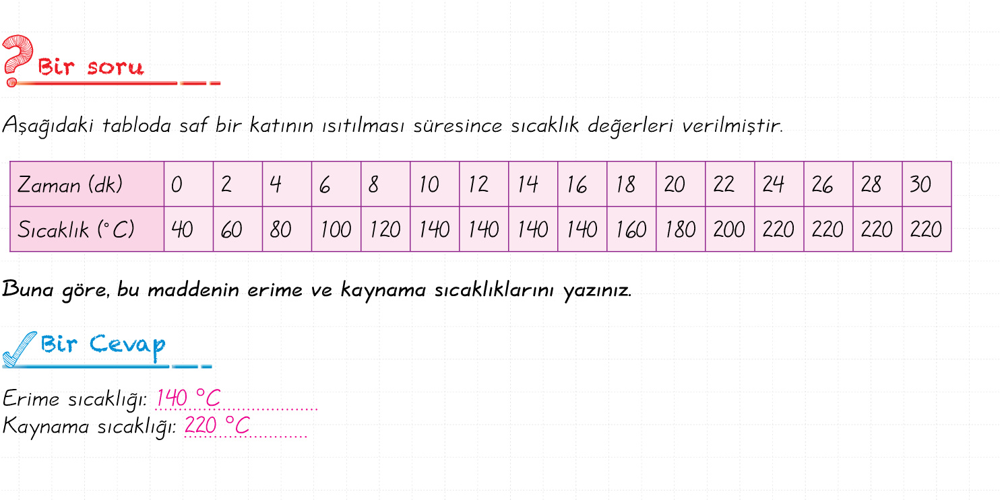 Bir soru
Aşağıdaki tabloda saf bir katının ısıtılması süresince sıcaklık değerleri verilmiştir.
Zaman (dk) 0 2 4 6 8 10 12 14 16 18 20 22 24 26 28 30
Sıcaklık (°C) 40 60 80 100 120 140 140 140 140 160 180 200 220 220 220 220
Buna göre, bu maddenin erime ve kaynama sıcaklıklarını yazınız.
Bir Cevap
Erime sıcaklığı: 140 °C
Kaynama sıcaklığı: 220 °C